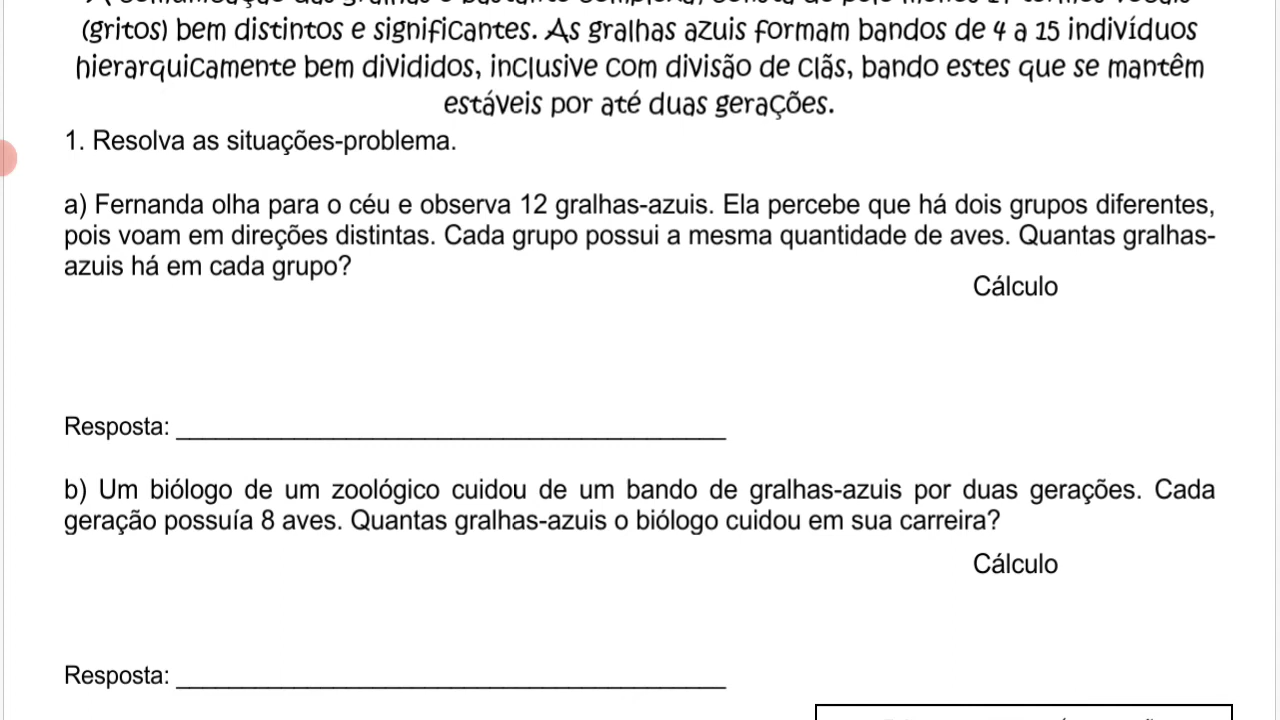 (gritos) bem distintos e significantes. As gralhas azuis formam bandos de 4 a 15 indivíduos
hierarquicamente bem divididos, inclusive com divisão de clãs, bando estes que se mantêm
estáveis por até duas gerações.
1. Resolva as situações-problema.
a) Fernanda olha para o céu e observa 12 gralhas-azuis. Ela percebe que há dois grupos diferentes,
pois voam em direções distintas. Cada grupo possui a mesma quantidade de aves. Quantas gralhas-
azuis há em cada grupo?
Cálculo
Resposta: ________________________________________
b) Um biólogo de um zoológico cuidou de um bando de gralhas-azuis por duas gerações. Cada
geração possuía 8 aves. Quantas gralhas-azuis o biólogo cuidou em sua carreira?
Cálculo
Resposta: ________________________________________